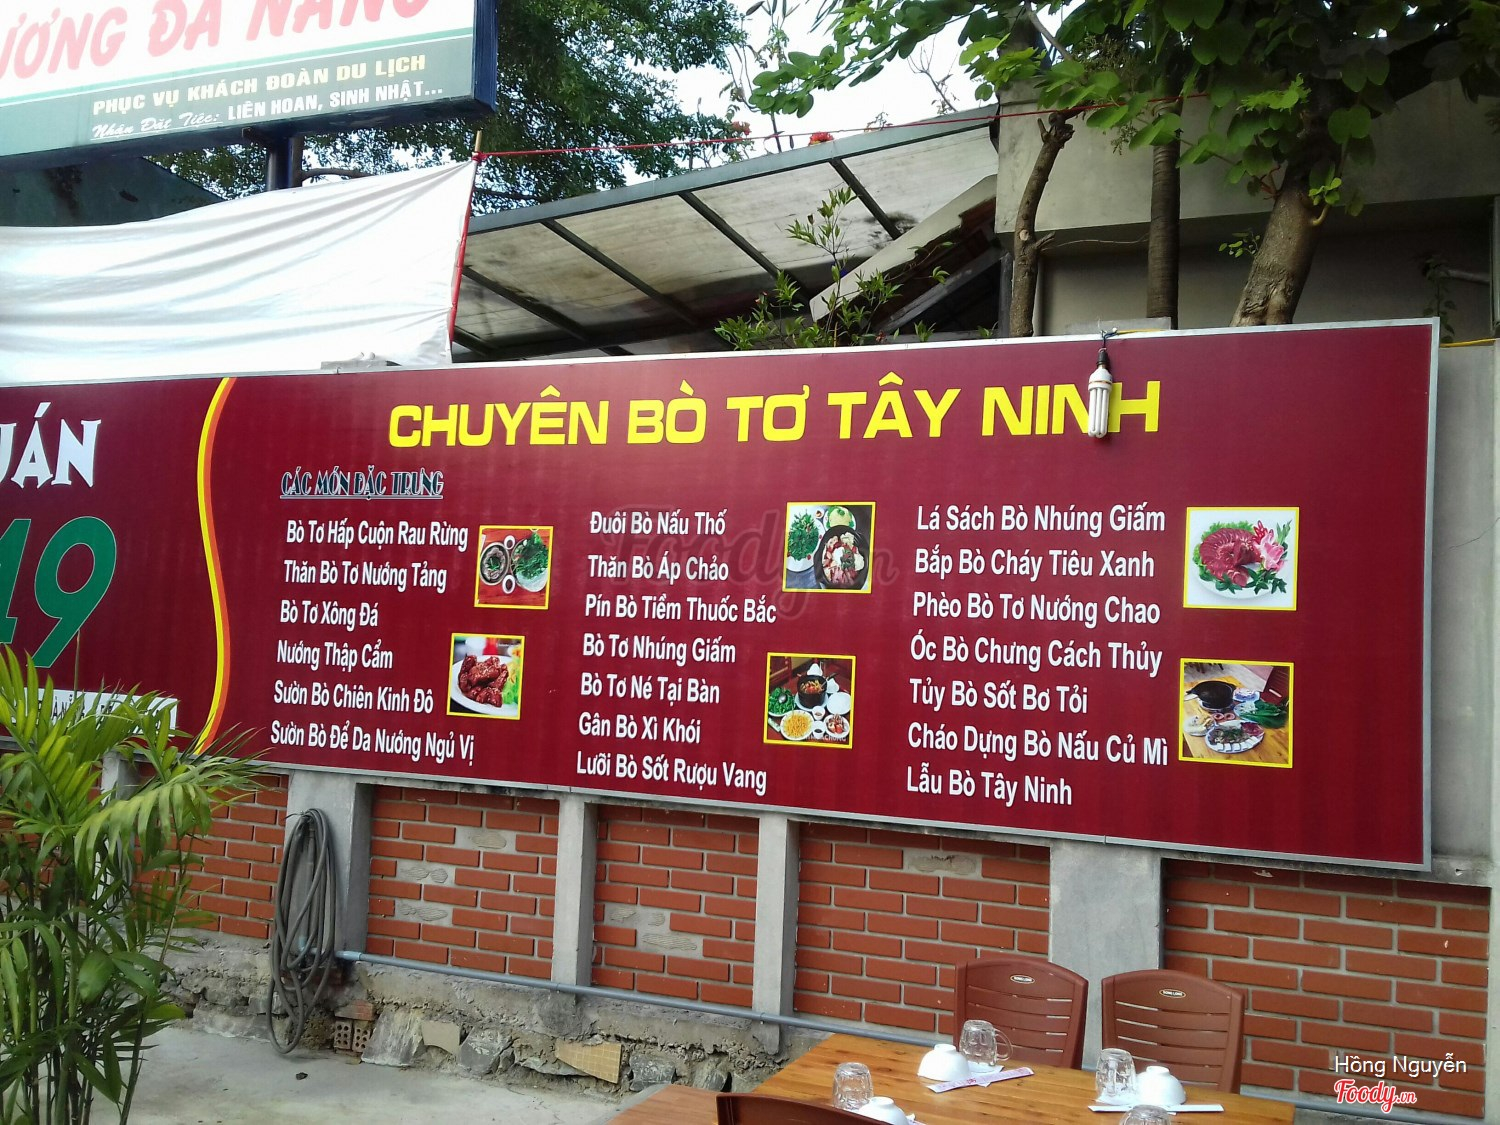 ƯƠNG ĐÀ NẴNG
PHỤC VỤ KHÁCH ĐOÀN DU LỊCH
Nhận Đặt Tiệc: LIÊN HOAN, SINH NHẬT...
UÁN
19
CHUYÊN BÒ TƠ TÂY NINH
CÁC MÓN ĐẶC TRƯNG
Bò Tơ Hấp Cuộn Rau Rừng
Thăn Bò Tơ Nướng Tảng
Bò Tơ Xông Đá
Nướng Thập Cẩm
Sườn Bò Chiên Kinh Đô
Sườn Bò Để Da Nướng Ngủ Vị
Đuôi Bò Nấu Thố
Thăn Bò Áp Chảo
Pín Bò Tiềm Thuốc Bắc
Bò Tơ Nhúng Giấm
Bò Tơ Né Tại Bàn
Gân Bò Xì Khói
Lưỡi Bò Sốt Rượu Vang
Lá Sách Bò Nhúng Giấm
Bắp Bò Cháy Tiêu Xanh
Phèo Bò Tơ Nướng Chao
Óc Bò Chưng Cách Thủy
Tủy Bò Sốt Bơ Tỏi
Cháo Dựng Bò Nấu Củ Mì
Lẩu Bò Tây Ninh
Foody.vn
Hồng Nguyễn
Foody.vn